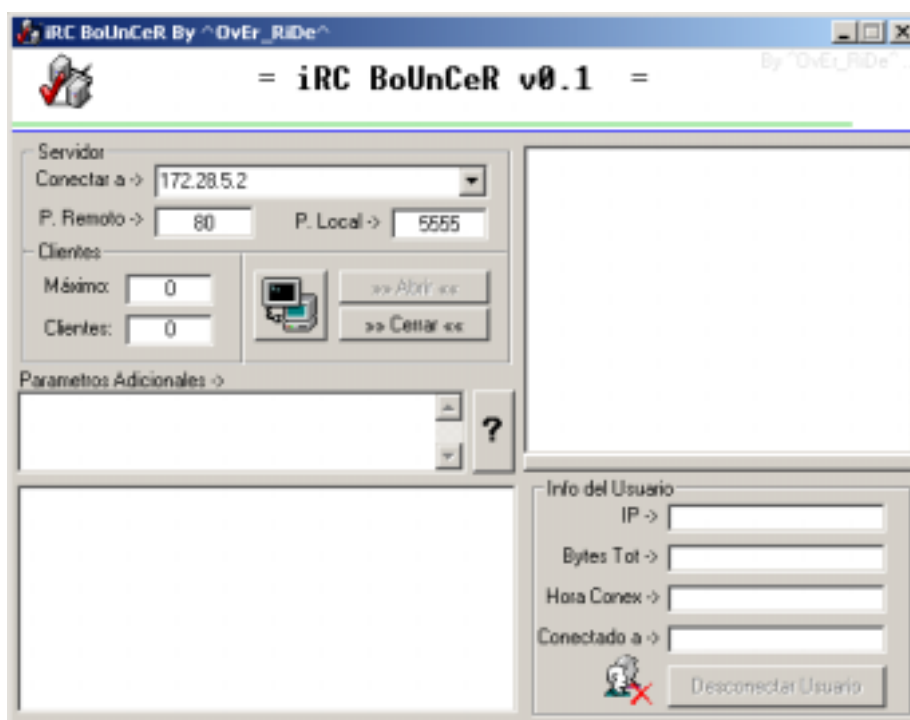 iRC BoUnCeR By ^OvEr_RiDe^
= iRC BoUnCeR v0.1 =
By ^OvEr_RiDe^
Servidor
Conectar a -> 172.28.5.2
P. Remoto -> 80 P. Local -> 5555
Clientes
Máximo: 0
>> Abrir <<
Clientes: 0
>> Cerrar <<
Parametros Adicionales ->
?
Info del Usuario
IP ->
Bytes Tot ->
Hora Conex ->
Conectado a ->
Desconectar Usuario